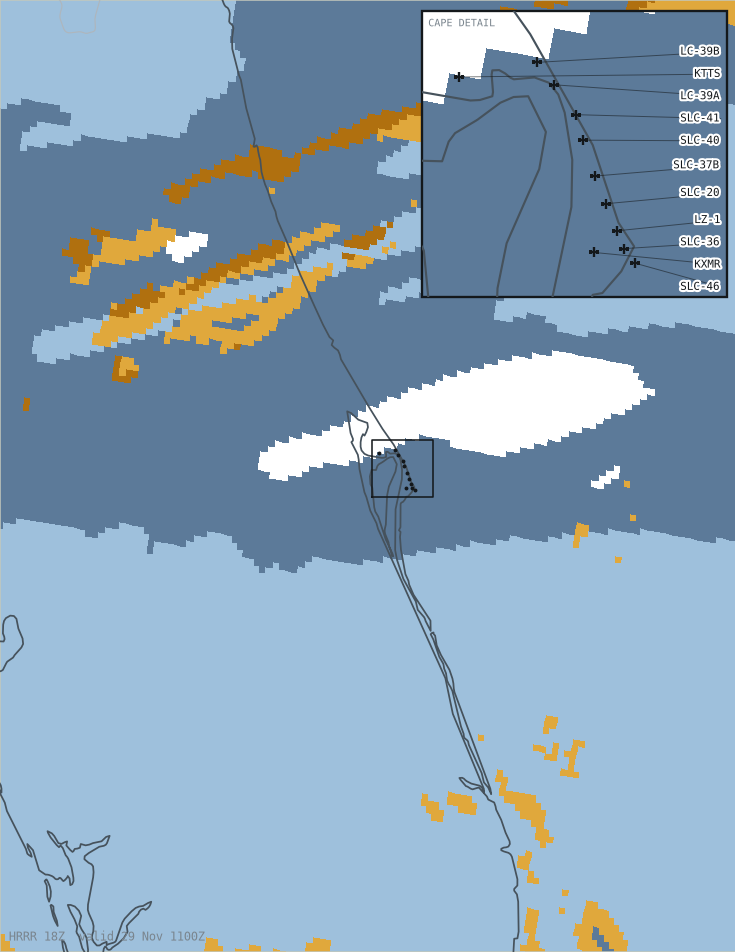 CAPE DETAIL
LC-39B
KTTS
LC-39A
SLC-41
SLC-40
SLC-37B
SLC-20
LZ-1
SLC-36
KXMR
SLC-46
HRRR 18Z  valid 29 Nov 1100Z